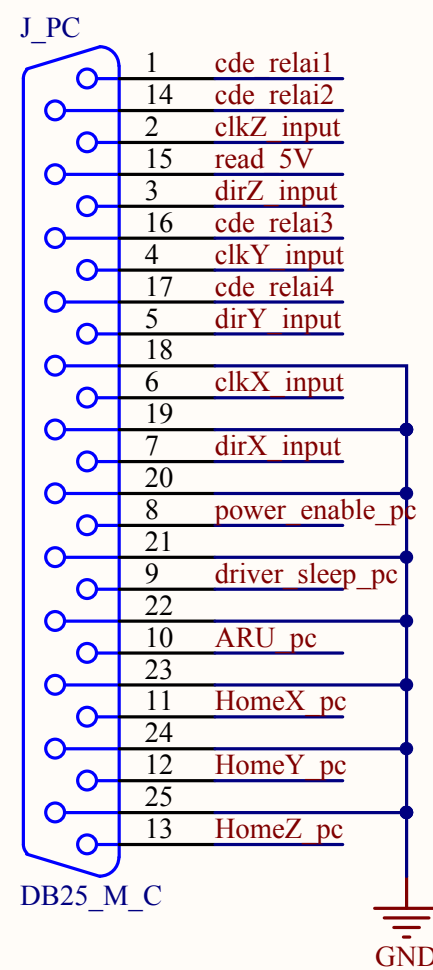 J_PC
1 cde_relai1
14 cde_relai2
2 clkZ_input
15 read_5V
3 dirZ_input
16 cde_relai3
4 clkY_input
17 cde_relai4
5 dirY_input
18
6 clkX_input
19
7 dirX_input
20
8 power_enable_pc
21
9 driver_sleep_pc
22
10 ARU_pc
23
11 HomeX_pc
24
12 HomeY_pc
25
13 HomeZ_pc
DB25_M_C
GND